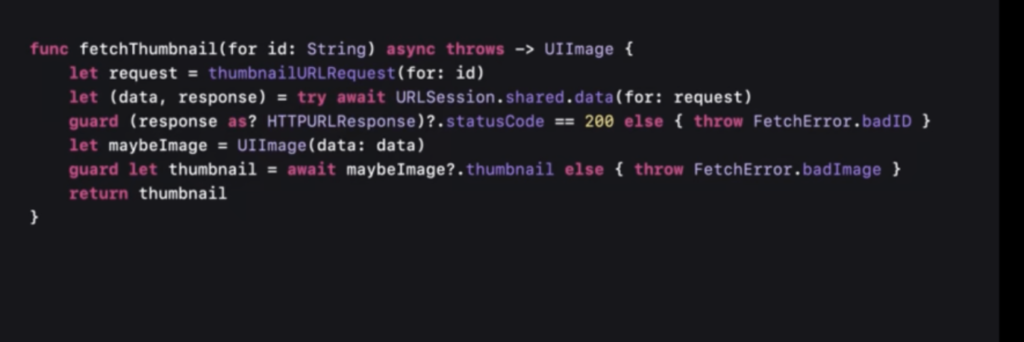 func fetchThumbnail(for id: String) async throws -> UIImage {
    let request = thumbnailURLRequest(for: id)
    let (data, response) = try await URLSession.shared.data(for: request)
    guard (response as? HTTPURLResponse)?.statusCode == 200 else { throw FetchError.badID }
    let maybeImage = UIImage(data: data)
    guard let thumbnail = await maybeImage?.thumbnail else { throw FetchError.badImage }
    return thumbnail
}